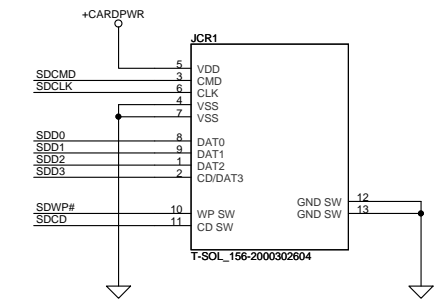 +CARDPWR
JCR1
5 VDD
SDCMD 3 CMD
SDCLK 6 CLK
4 VSS
7 VSS
SDD0 8 DAT0
SDD1 9 DAT1
SDD2 1 DAT2
SDD3 2 CD/DAT3
GND SW 12
GND SW 13
SDWP# 10 WP SW
SDCD 11 CD SW
T-SOL_156-2000302604